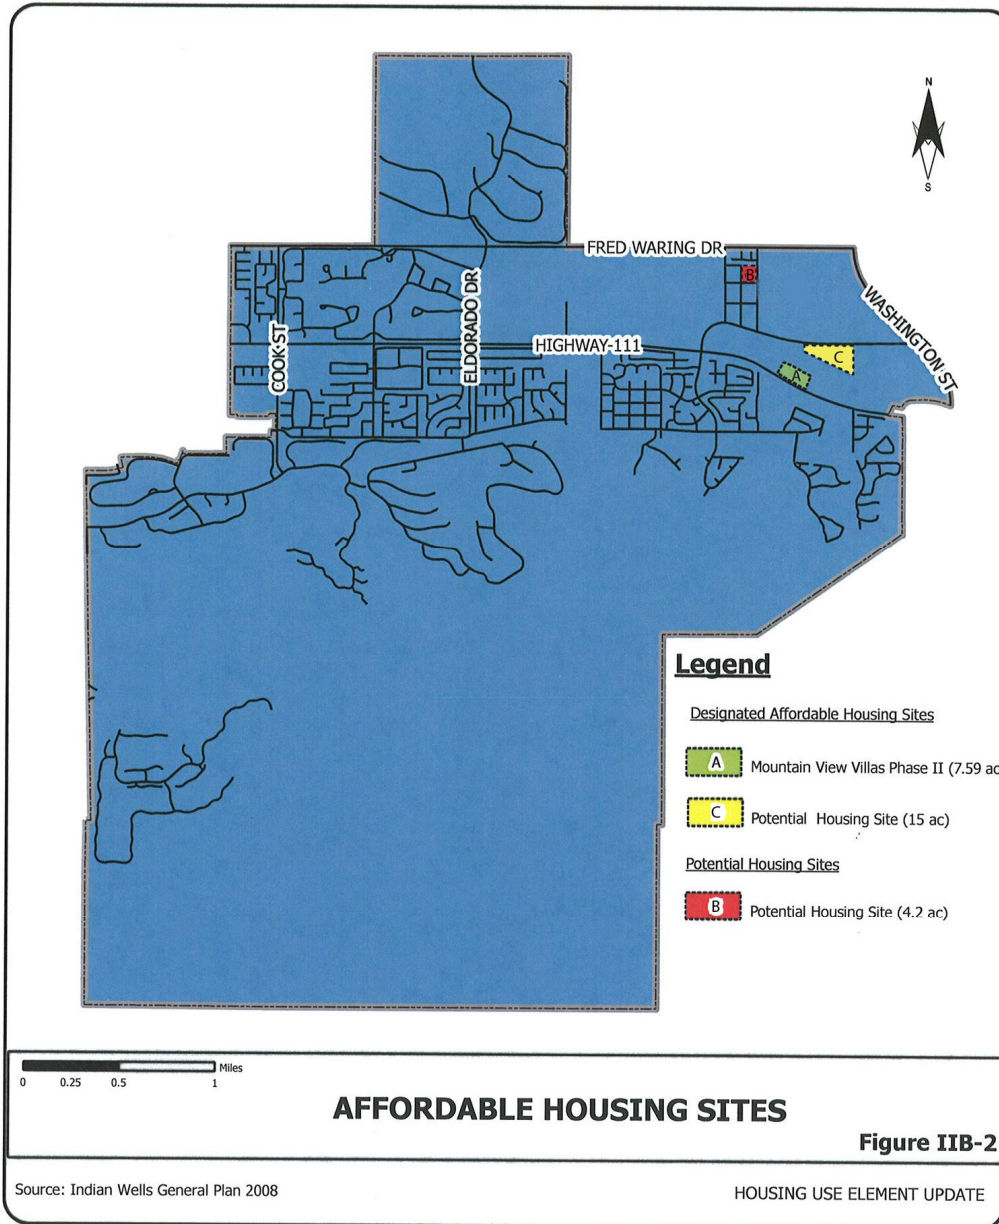 N
S
FRED WARING DR
B
WASHINGTON ST
ELDORADO DR
COOK ST
HIGHWAY-111
C
A
Legend
Designated Affordable Housing Sites
A Mountain View Villas Phase II (7.59 ac
C Potential Housing Site (15 ac)
Potential Housing Sites
B Potential Housing Site (4.2 ac)
Miles
0 0.25 0.5 1
AFFORDABLE HOUSING SITES
Figure IIB-2
Source: Indian Wells General Plan 2008
HOUSING USE ELEMENT UPDATE